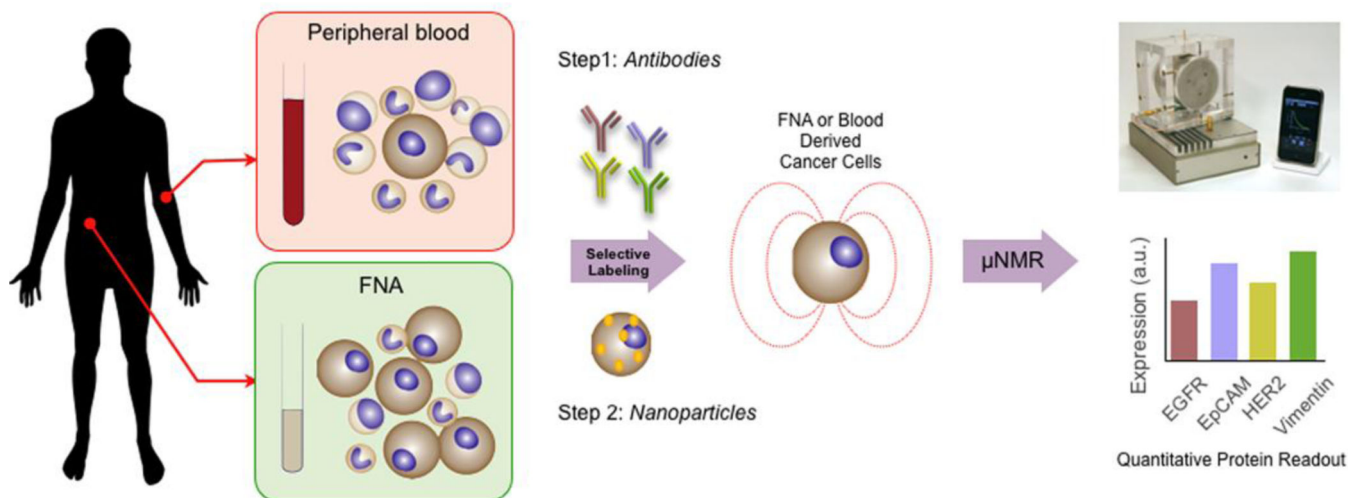 Peripheral blood
FNA
Step1: Antibodies
Selective
Labeling
Step 2: Nanoparticles
FNA or Blood
Derived
Cancer Cells
µNMR
Expression (a.u.)
EGFR
EpCAM
HER2
Vimentin
Quantitative Protein Readout